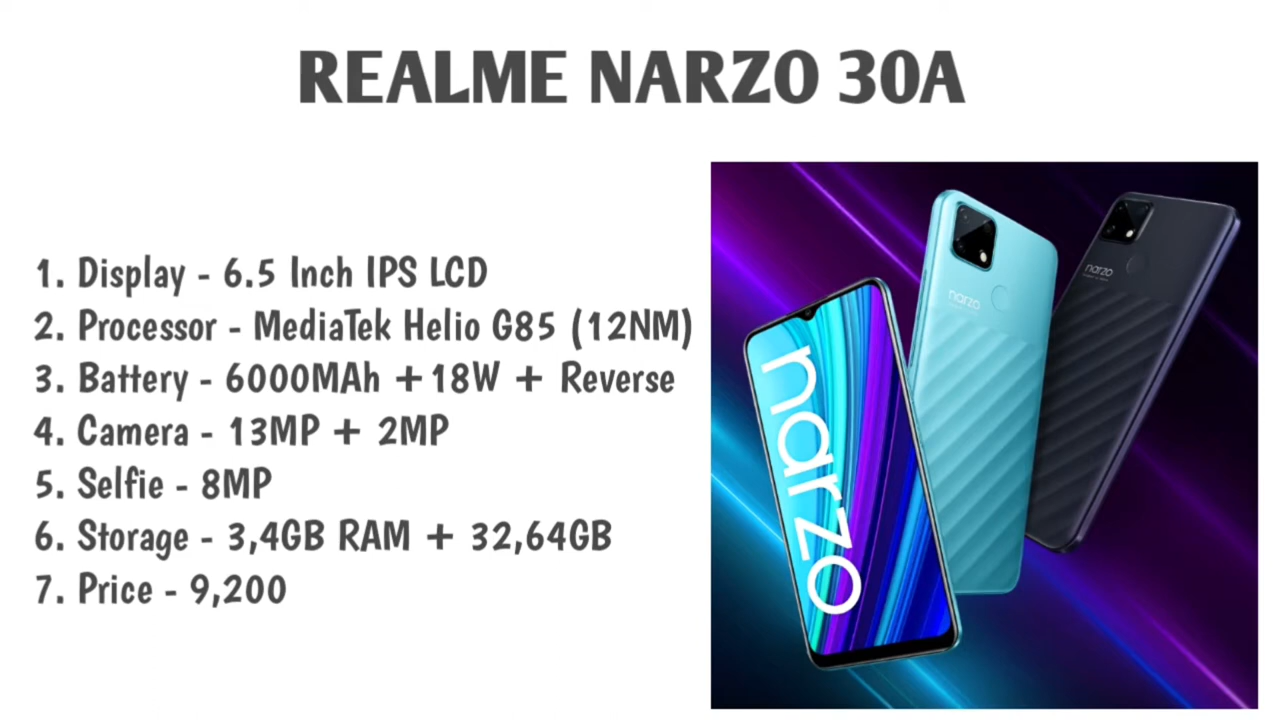 REALME NARZO 30A
1. Display - 6.5 Inch IPS LCD
2. Processor - MediaTek Helio G85 (12NM)
3. Battery - 6000MAh +18W + Reverse
4. Camera - 13MP + 2MP
5. Selfie - 8MP
6. Storage - 3,4GB RAM + 32,64GB
7. Price - 9,200
narzo
narzo
narzo